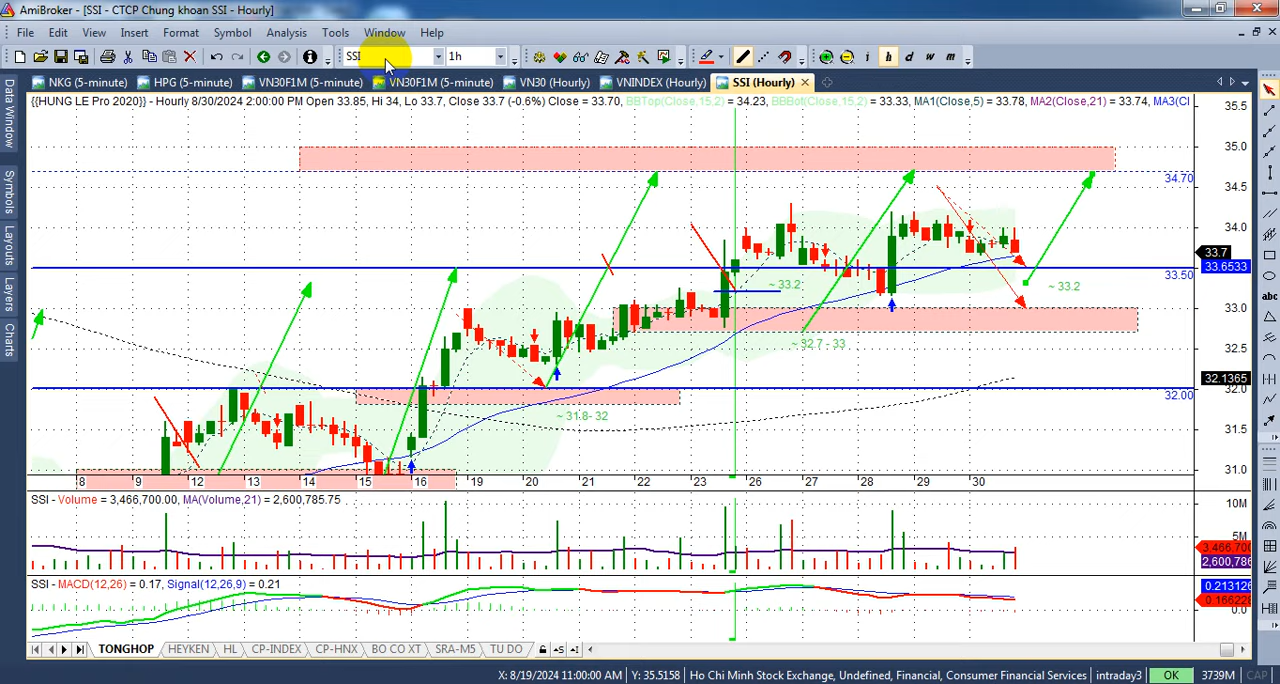 AmiBroker - [SSI - CTCP Chung khoan SSI - Hourly]
File Edit View Insert Format Symbol Analysis Tools Window Help
SSI 1h i h d w m
NKG (5-minute) HPG (5-minute) VN30F1M (5-minute) VN30F1M (5-minute) VN30 (Hourly) VNINDEX (Hourly) SSI (Hourly)
Data Window
Symbols
Layouts
Layers
Charts
{{HUNG LE Pro 2020}} - Hourly 8/30/2024 2:00:00 PM Open 33.85, Hi 34, Lo 33.7, Close 33.7 (-0.6%) Close = 33.70, BBTop(Close,15,2) = 34.23, BBBot(Close,15,2) = 33.33, MA1(Close,5) = 33.78, MA2(Close,21) = 33.74, MA3(Cl
35.5
35.0
34.70
34.5
34.0
33.7
33.6533
33.50
~ 33.2
~ 33.2
33.0
~ 32.7 - 33
32.5
32.1365
32.0
32.00
~ 31.8- 32
31.5
31.0
8 9 12 13 14 15 16 19 20 21 22 23 26 27 28 29 30
SSI - Volume = 3,466,700.00, MA(Volume,21) = 2,600,785.75
10M
5M
3,466,700
2,600,786
SSI - MACD(12,26) = 0.17, Signal(12,26,9) = 0.21
0.213126
0.166226
0.0
TONGHOP HEYKEN HL CP-INDEX CP-HNX BO CO XT SRA-M5 TU DO
abc
X: 8/19/2024 11:00:00 AM Y: 35.5158 Ho Chi Minh Stock Exchange, Undefined, Financial, Consumer Financial Services intraday3 OK 3739M CAP